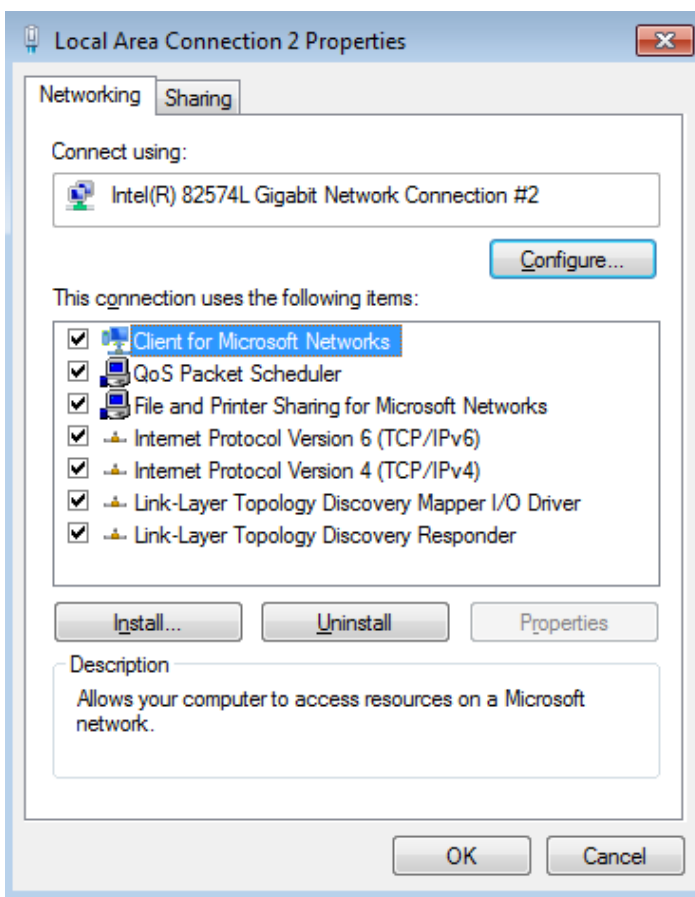 Local Area Connection 2 Properties
Networking
Sharing
Connect using:
Intel(R) 82574L Gigabit Network Connection #2
Configure...
This connection uses the following items:
Client for Microsoft Networks
QoS Packet Scheduler
File and Printer Sharing for Microsoft Networks
Internet Protocol Version 6 (TCP/IPv6)
Internet Protocol Version 4 (TCP/IPv4)
Link-Layer Topology Discovery Mapper I/O Driver
Link-Layer Topology Discovery Responder
Install...
Uninstall
Properties
Description
Allows your computer to access resources on a Microsoft
network.
OK
Cancel